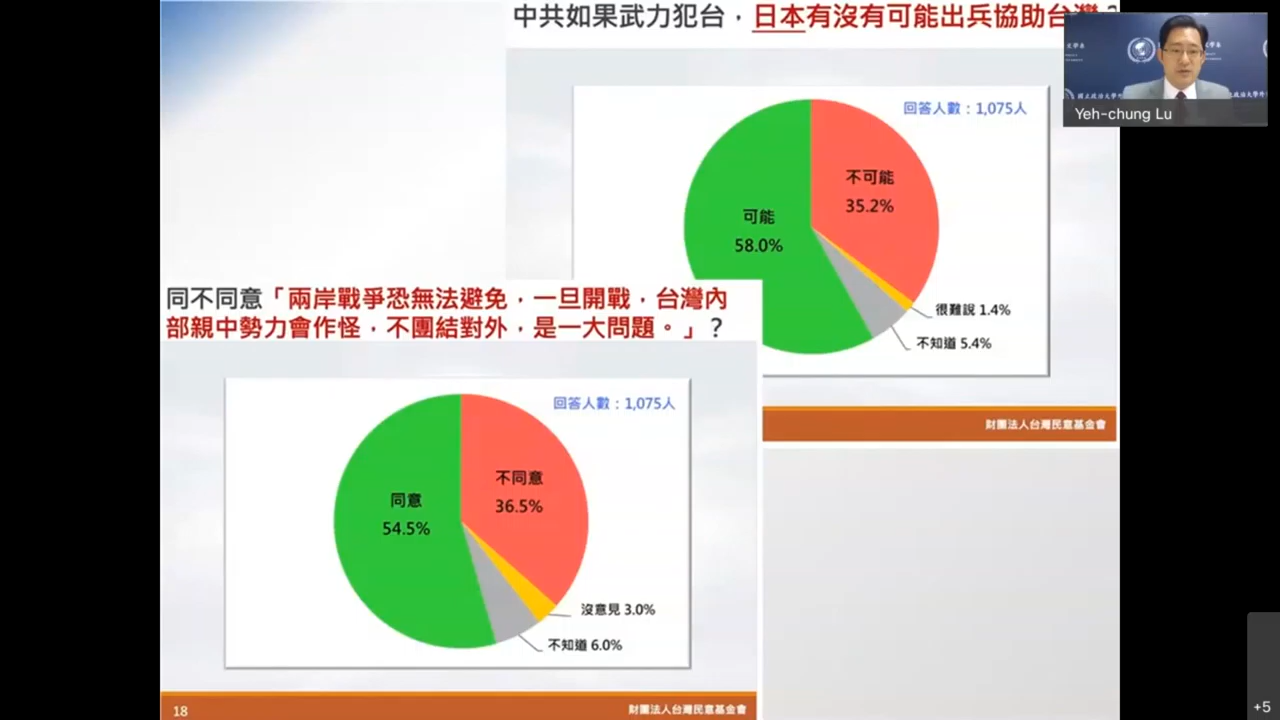 中共如果武力犯台，日本有沒有可能出兵協助台灣？
回答人數：1,075人
不可能
35.2%
可能
58.0%
很難說 1.4%
不知道 5.4%
財團法人台灣民意基金會
同不同意「兩岸戰爭恐無法避免，一旦開戰，台灣內
部親中勢力會作怪，不團結對外，是一大問題。」？
回答人數：1,075人
不同意
36.5%
同意
54.5%
沒意見 3.0%
不知道 6.0%
18
財團法人台灣民意基金會
Yeh-chung Lu
+5